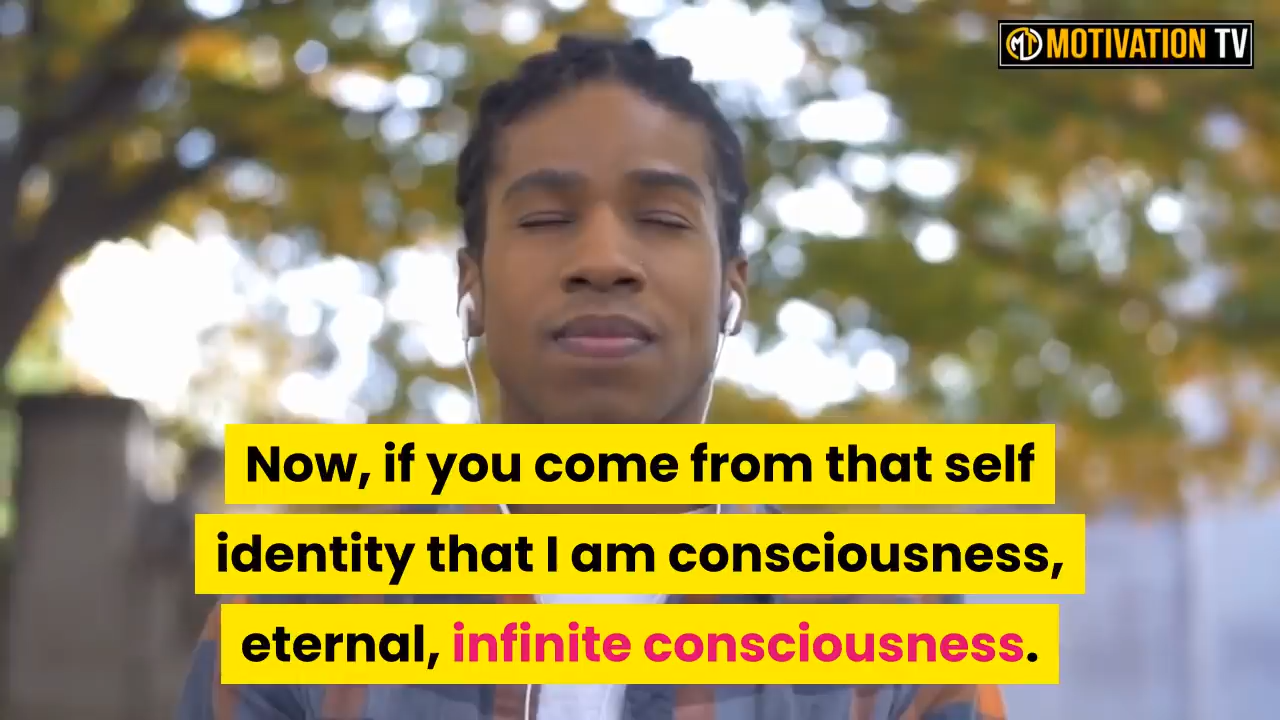 MOTIVATION TV
Now, if you come from that self
identity that I am consciousness,
eternal, infinite consciousness.